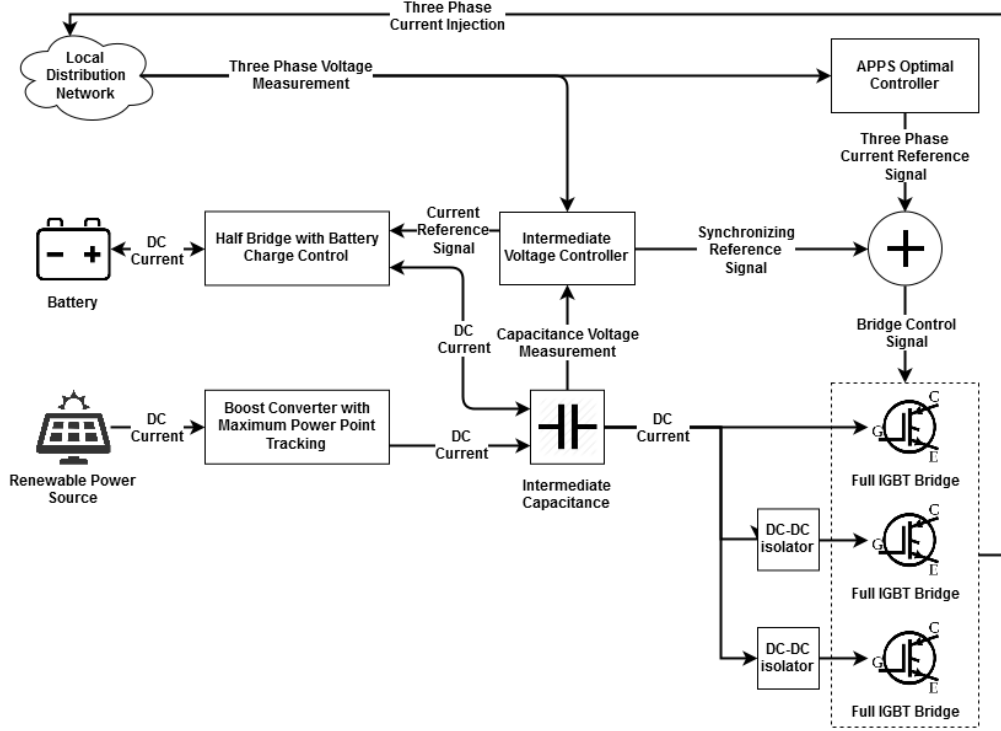 Three Phase
Current Injection
Local
Distribution
Network
Three Phase Voltage
Measurement
APPS Optimal
Controller
Three Phase
Current Reference
Signal
Battery
DC
Current
Half Bridge with Battery
Charge Control
Current
Reference
Signal
Intermediate
Voltage Controller
Synchronizing
Reference
Signal
Bridge Control
Signal
DC
Current
Capacitance Voltage
Measurement
Renewable Power
Source
DC
Current
Boost Converter with
Maximum Power Point
Tracking
DC
Current
Intermediate
Capacitance
DC
Current
C
G
E
Full IGBT Bridge
DC-DC
isolator
C
G
E
Full IGBT Bridge
DC-DC
isolator
C
G
E
Full IGBT Bridge